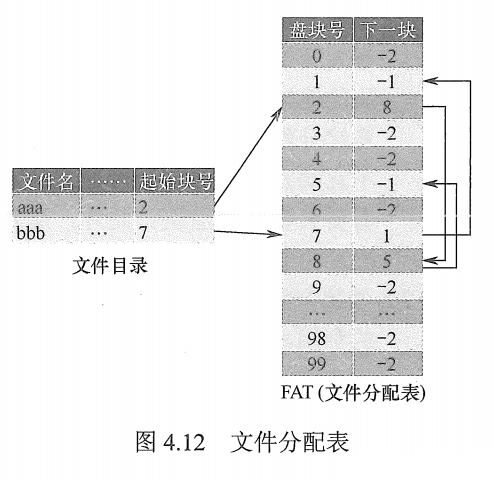 盘块号 下一块
0 -2
1 -1
2 8
3 -2
4 -2
5 -1
6 -2
7 1
8 5
9 -2
… …
98 -2
99 -2
FAT (文件分配表)
文件名 …… 起始块号
aaa … 2
bbb … 7
文件目录
图 4.12 文件分配表